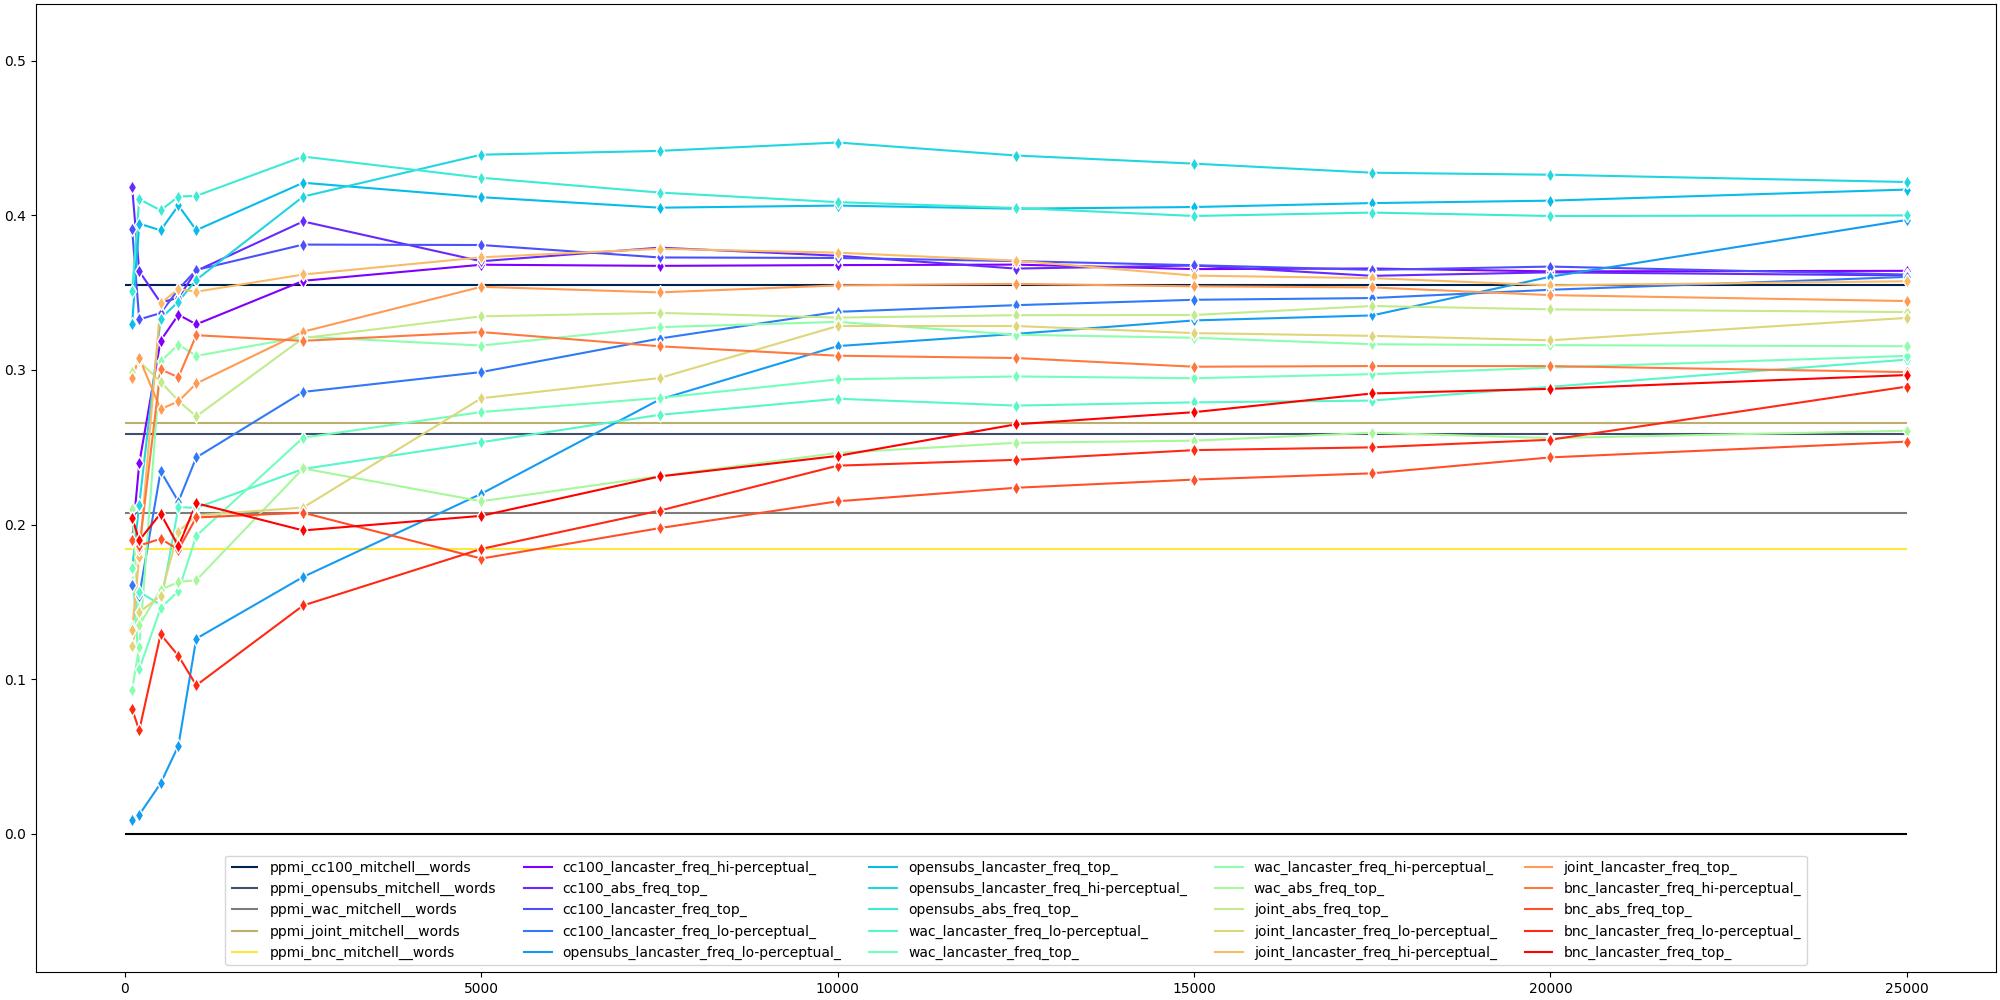 0.5
0.4
0.3
0.2
0.1
0.0
ppmi_cc100_mitchell__words
ppmi_opensubs_mitchell__words
ppmi_wac_mitchell__words
ppmi_joint_mitchell__words
ppmi_bnc_mitchell__words
cc100_lancaster_freq_hi-perceptual_
cc100_abs_freq_top_
cc100_lancaster_freq_top_
cc100_lancaster_freq_lo-perceptual_
opensubs_lancaster_freq_lo-perceptual_
opensubs_lancaster_freq_top_
opensubs_lancaster_freq_hi-perceptual_
opensubs_abs_freq_top_
wac_lancaster_freq_lo-perceptual_
wac_lancaster_freq_top_
wac_lancaster_freq_hi-perceptual_
wac_abs_freq_top_
joint_abs_freq_top_
joint_lancaster_freq_lo-perceptual_
joint_lancaster_freq_hi-perceptual_
joint_lancaster_freq_top_
bnc_lancaster_freq_hi-perceptual_
bnc_abs_freq_top_
bnc_lancaster_freq_lo-perceptual_
bnc_lancaster_freq_top_
0
5000
10000
15000
20000
25000